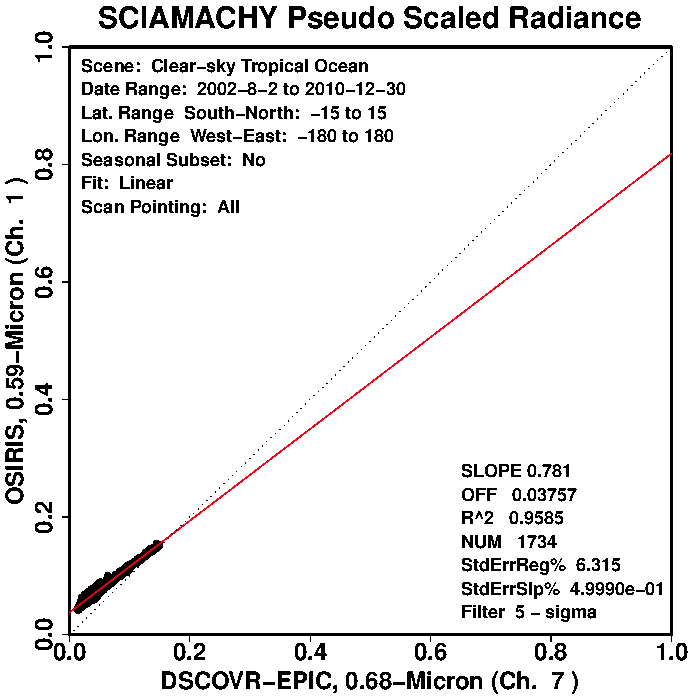 SCIAMACHY Pseudo Scaled Radiance
Scene: Clear−sky Tropical Ocean
Date Range: 2002−8−2 to 2010−12−30
Lat. Range South−North: −15 to 15
Lon. Range West−East: −180 to 180
Seasonal Subset: No
Fit: Linear
Scan Pointing: All
OSIRIS, 0.59−Micron (Ch. 1 )
1.0
0.8
0.6
0.4
0.2
0.0
SLOPE 0.781
OFF 0.03757
R^2 0.9585
NUM 1734
StdErrReg% 6.315
StdErrSlp% 4.9990e−01
Filter 5 − sigma
0.0 0.2 0.4 0.6 0.8 1.0
DSCOVR−EPIC, 0.68−Micron (Ch. 7 )